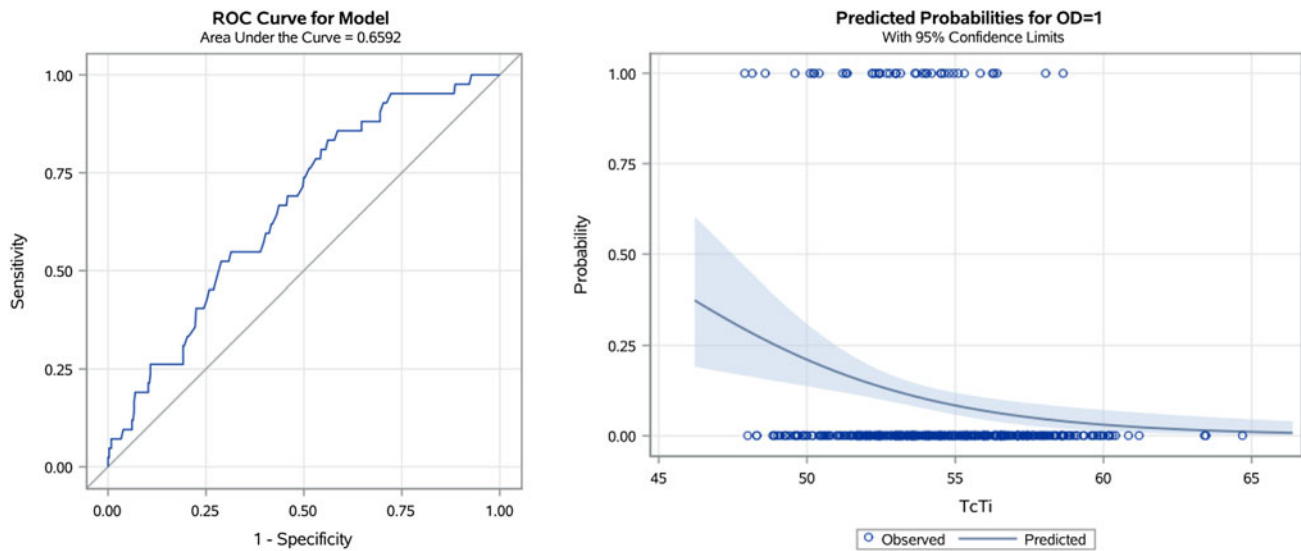 ROC Curve for Model
Area Under the Curve = 0.6592
1.00
0.75
0.50
0.25
0.00
Sensitivity
0.00 0.25 0.50 0.75 1.00
1 - Specificity
Predicted Probabilities for OD=1
With 95% Confidence Limits
1.00
0.75
0.50
0.25
0.00
Probability
45 50 55 60 65
TcTi
Observed Predicted